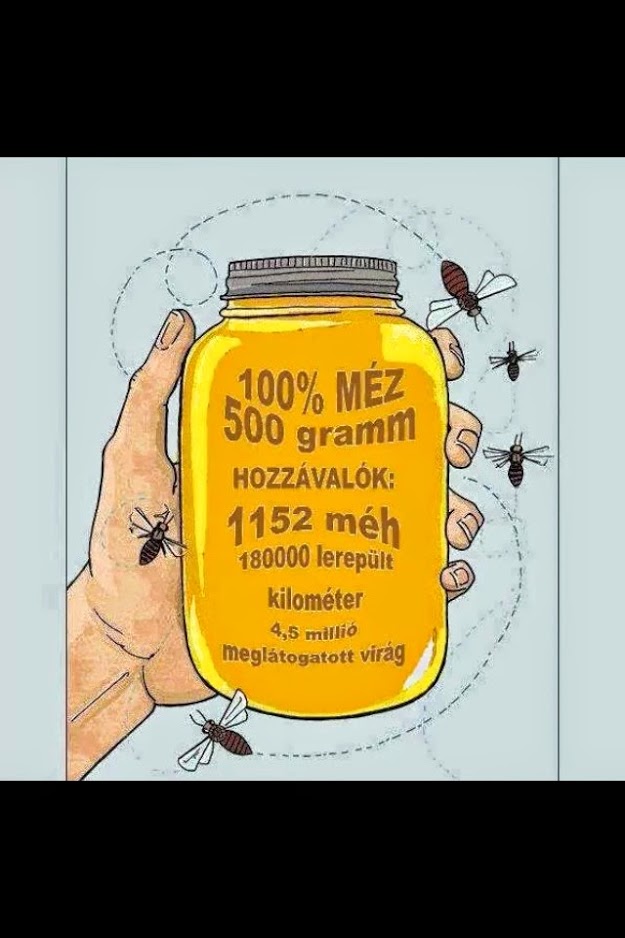 100% MÉZ
500 gramm
HOZZÁVALÓK:
1152 méh
180000 lerepült
kilométer
4,5 millió
meglátogatott virág